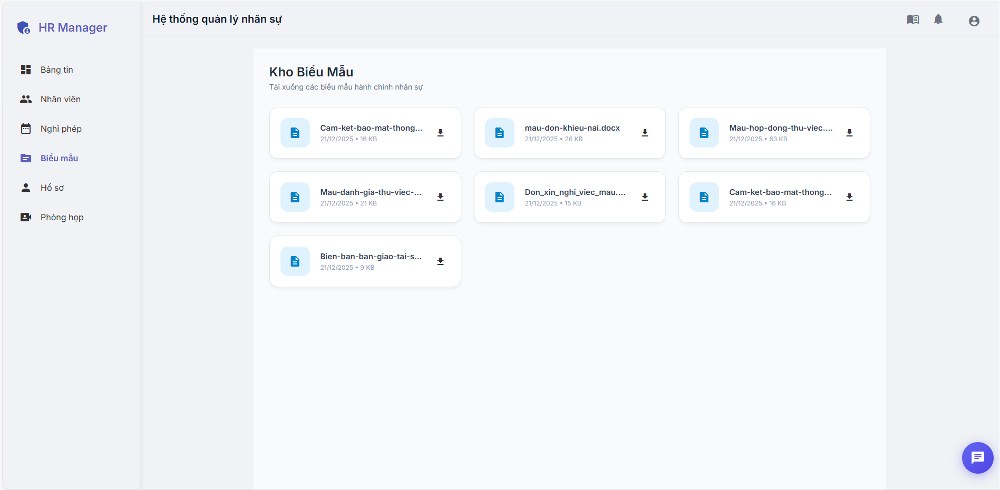 HR Manager
Hệ thống quản lý nhân sự
Bảng tin
Nhân viên
Nghỉ phép
Biểu mẫu
Hồ sơ
Phòng họp
Kho Biểu Mẫu
Tải xuống các biểu mẫu hành chính nhân sự
Cam-ket-bao-mat-thong...
21/12/2025 • 16 KB
mau-don-khieu-nai.docx
21/12/2025 • 26 KB
Mau-hop-dong-thu-viec....
21/12/2025 • 63 KB
Mau-danh-gia-thu-viec-...
21/12/2025 • 21 KB
Don_xin_nghi_viec_mau....
21/12/2025 • 15 KB
Cam-ket-bao-mat-thong...
21/12/2025 • 16 KB
Bien-ban-ban-giao-tai-s...
21/12/2025 • 9 KB